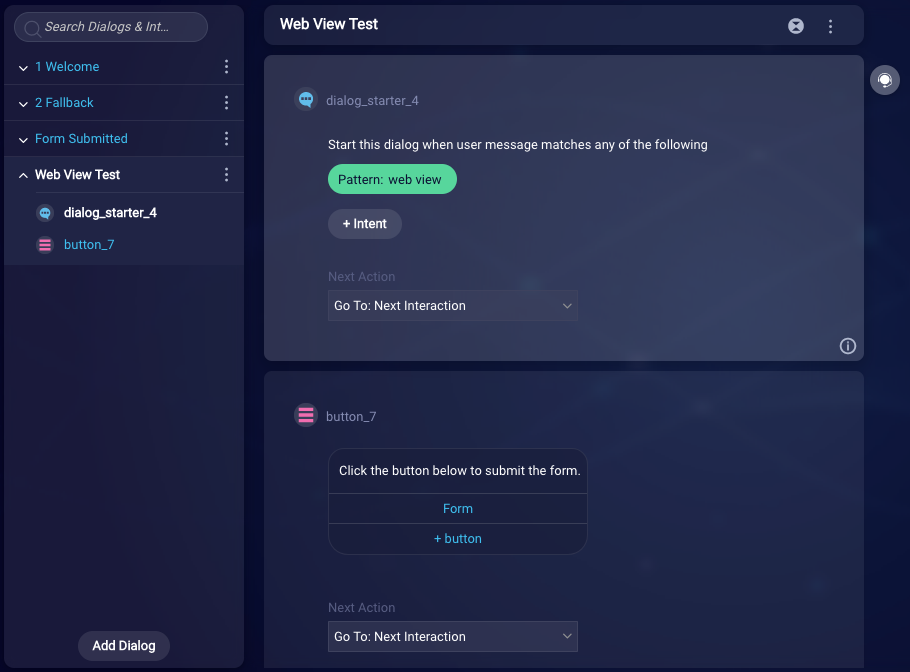 Search Dialogs & Int...
1 Welcome
2 Fallback
Form Submitted
Web View Test
dialog_starter_4
button_7
Add Dialog
Web View Test
dialog_starter_4
Start this dialog when user message matches any of the following
Pattern: web view
+ Intent
Next Action
Go To: Next Interaction
button_7
Click the button below to submit the form.
Form
+ button
Next Action
Go To: Next Interaction